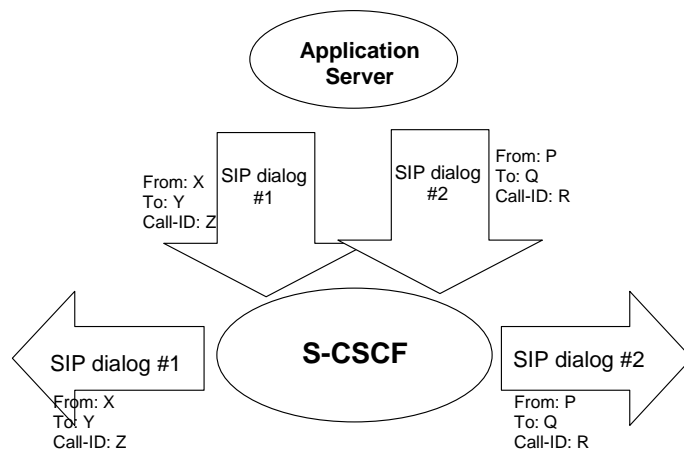 Application
Server
SIP dialog
#1
From: X
To: Y
Call-ID: Z
SIP dialog
#2
From: P
To: Q
Call-ID: R
S-CSCF
SIP dialog #1
From: X
To: Y
Call-ID: Z
SIP dialog #2
From: P
To: Q
Call-ID: R